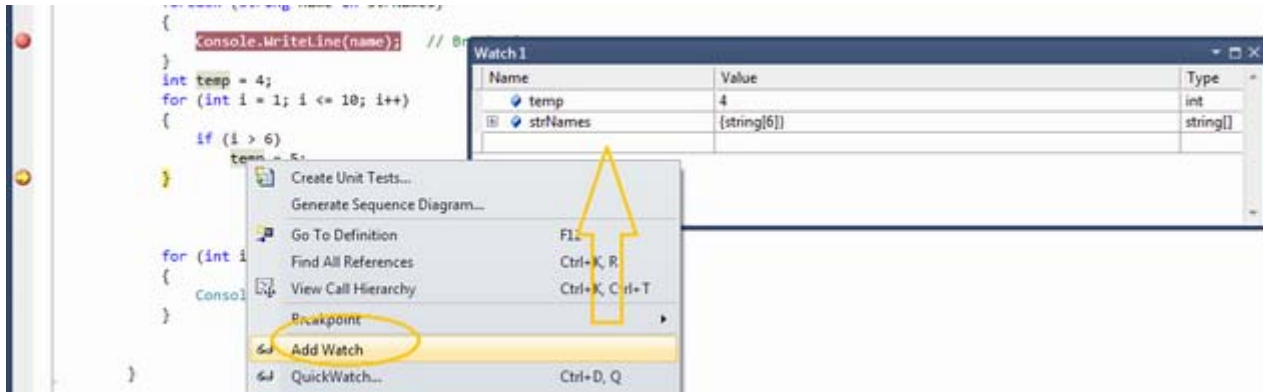 {
Console.WriteLine(name); // Br
}
int temp = 4;
for (int i = 1; i <= 10; i++)
{
if (i > 6)
temp = 5;
}
for (int i
{
Consol
}
}
Watch 1
Name Value Type
temp 4 int
strNames {string[6]} string[]
Create Unit Tests...
Generate Sequence Diagram...
Go To Definition F12
Find All References Ctrl+K, R
View Call Hierarchy Ctrl+K, Ctrl+T
Breakpoint
Add Watch
QuickWatch... Ctrl+D, Q